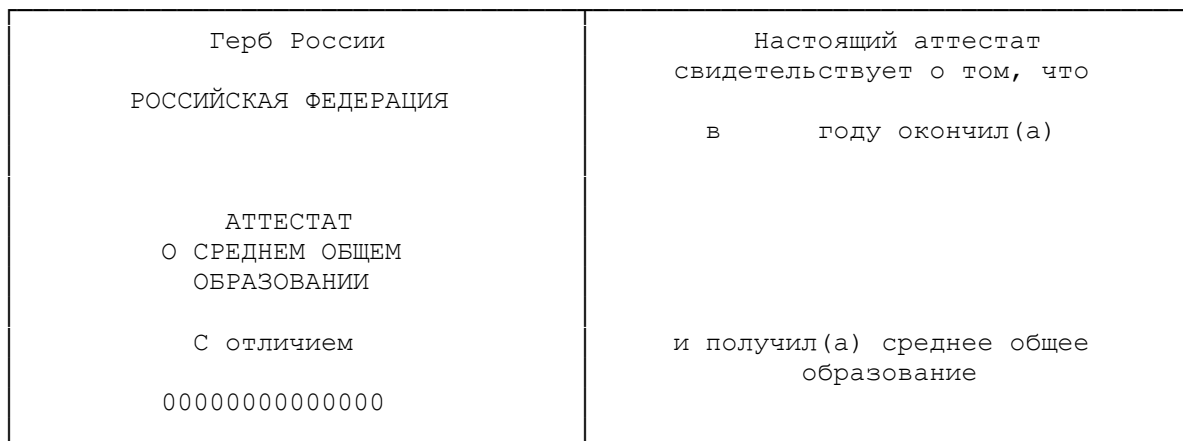 Герб России
РОССИЙСКАЯ ФЕДЕРАЦИЯ
АТТЕСТАТ
О СРЕДНЕМ ОБЩЕМ
ОБРАЗОВАНИИ
С отличием
00000000000000
Настоящий аттестат
свидетельствует о том, что
в году окончил(а)
и получил(а) среднее общее
образование